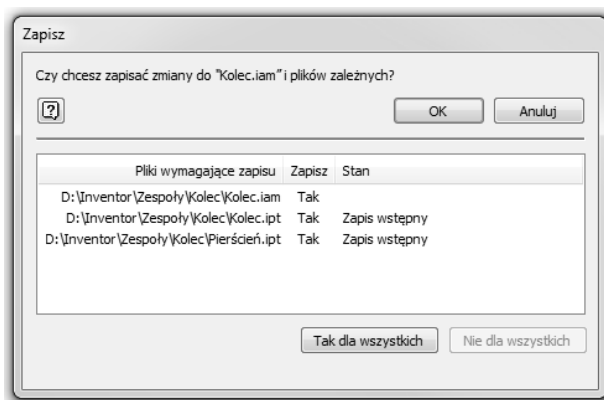 Zapisz
Czy chcesz zapisać zmiany do "Kolec.iam" i plików zależnych?
OK Anuluj
Pliki wymagające zapisu Zapisz Stan
D:\Inventor\Zespoły\Kolec\Kolec.iam Tak
D:\Inventor\Zespoły\Kolec\Kolec.ipt Tak Zapis wstępny
D:\Inventor\Zespoły\Kolec\Pierścień.ipt Tak Zapis wstępny
Tak dla wszystkich Nie dla wszystkich